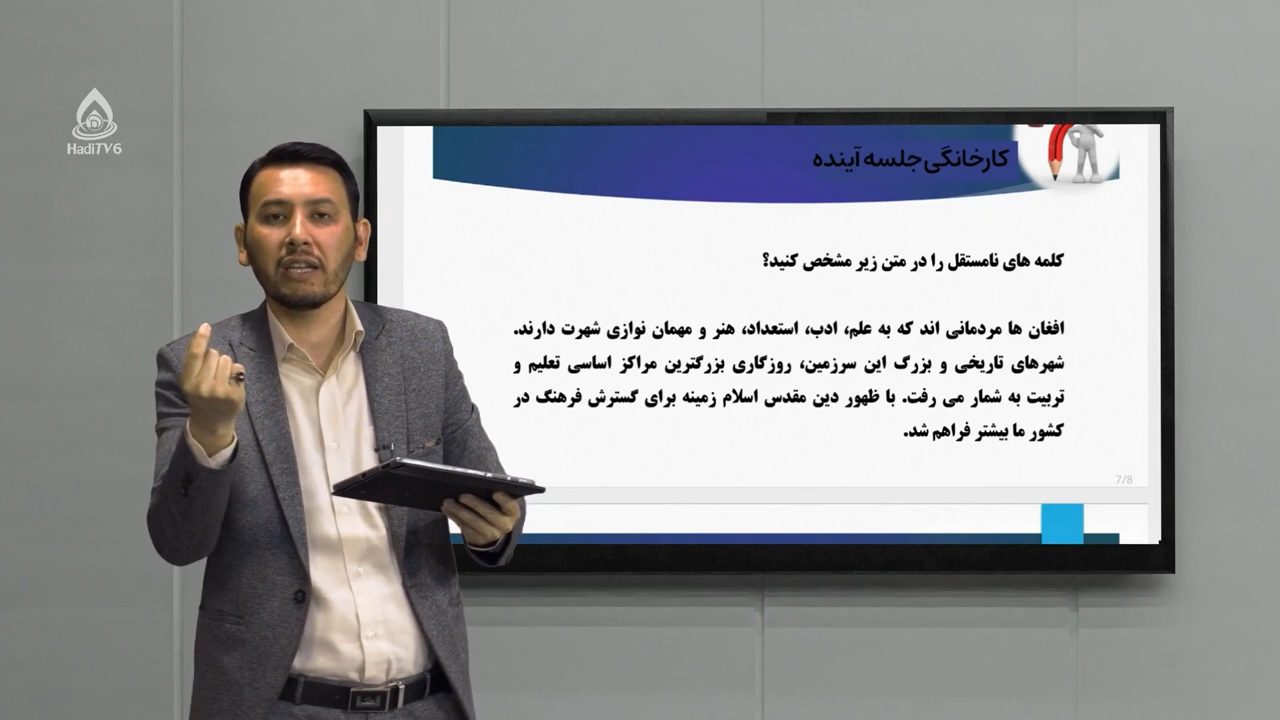 HadiTV6
کارخانگی جلسه آینده
کلمه های نامستقل را در متن زیر مشخص کنید؟
افغان ها مردمانی اند که به علم، ادب، استعداد، هنر و مهمان نوازی شهرت دارند.
شهرهای تاریخی و بزرگ این سرزمین، روزگاری بزرگترین مراکز اساسی تعلیم و
تربیت به شمار می رفت. با ظهور دین مقدس اسلام زمینه برای گسترش فرهنگ در
کشور ما بیشتر فراهم شد.
7/8